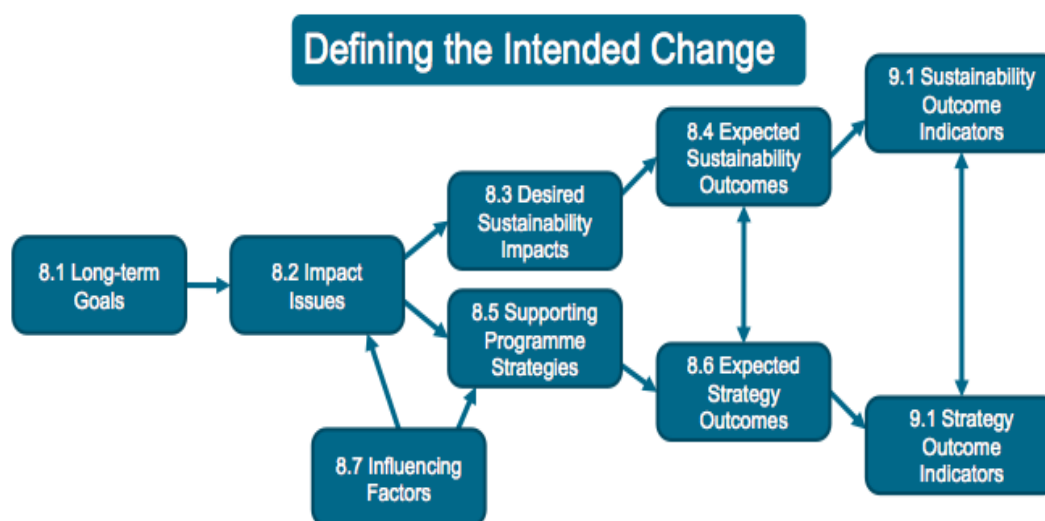 Defining the Intended Change
8.1 Long-term
Goals
8.2 Impact
Issues
8.3 Desired
Sustainability
Impacts
8.4 Expected
Sustainability
Outcomes
9.1 Sustainability
Outcome
Indicators
8.5 Supporting
Programme
Strategies
8.6 Expected
Strategy
Outcomes
9.1 Strategy
Outcome
Indicators
8.7 Influencing
Factors